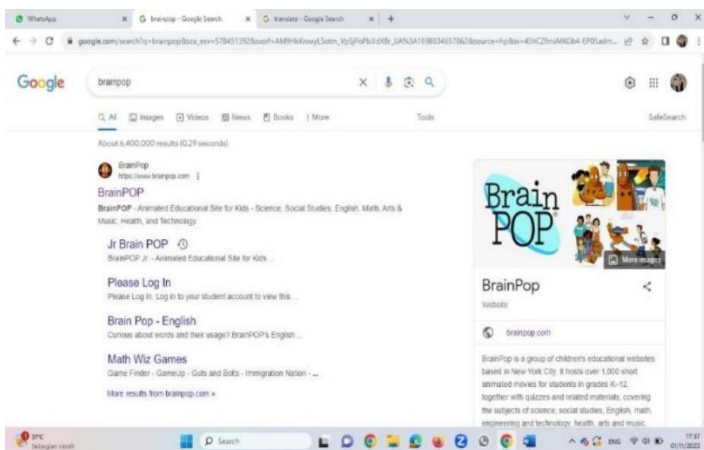 WhatsApp
brainpop - Google Search
translate - Google Search
Google
brainpop
All
Images
Videos
News
Books
More
Tools
SafeSearch
About 6,400,000 results (0.29 seconds)
BrainPop
https://www.brainpop.com
BrainPOP
BrainPOP - Animated Educational Site for Kids - Science, Social Studies, English, Math, Arts &
Music, Health, and Technology
Jr Brain POP
BrainPOP Jr. - Animated Educational Site for Kids ...
Please Log In
Please Log In. Log in to your student account to view this ...
Brain Pop - English
Curious about words and their usage? BrainPOP's English ...
Math Wiz Games
Game Finder - GameUp - Guts and Bolts - Immigration Nation - ...
More results from brainpop.com »
Brain
POP
More images
BrainPop
Website
brainpop.com
BrainPop is a group of children's educational websites
based in New York City. It hosts over 1,000 short
animated movies for students in grades K–12,
together with quizzes and related materials, covering
the subjects of science, social studies, English, math,
engineering and technology, health, arts and music.
Sebagian cerah
Search
ENG
17:37
01/11/2023